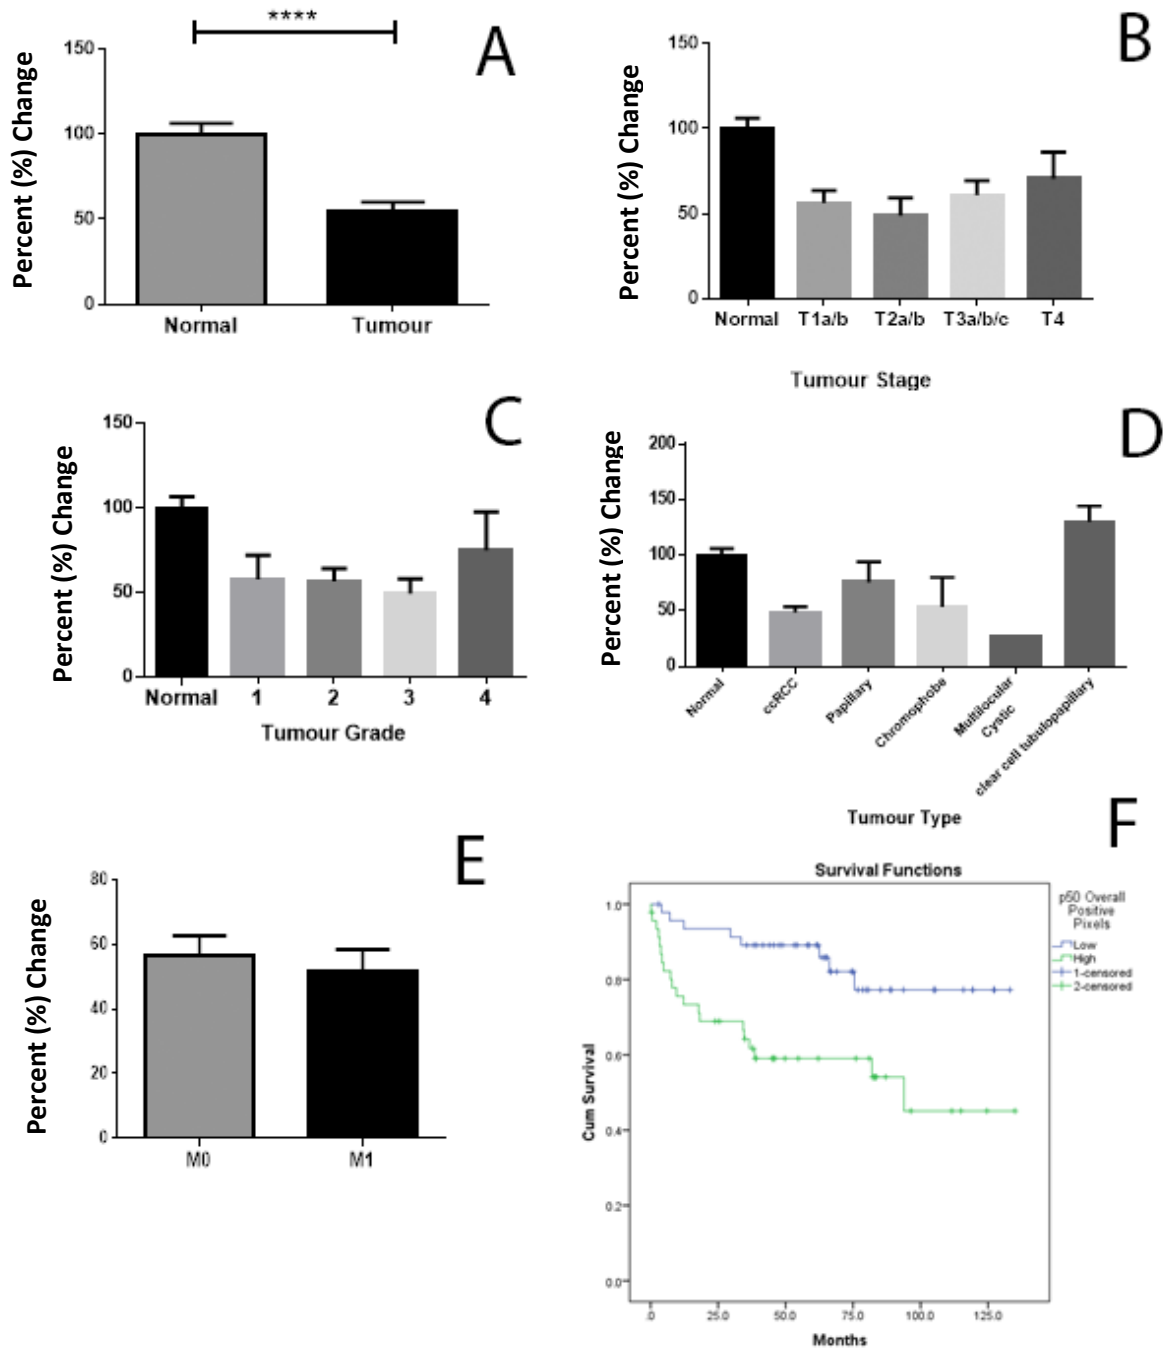 ****
A
Percent (%) Change
150
100
50
0
Normal Tumour
B
Percent (%) Change
150
100
50
0
Normal T1a/b T2a/b T3a/b/c T4
Tumour Stage
C
Percent (%) Change
150
100
50
0
Normal 1 2 3 4
Tumour Grade
D
Percent (%) Change
200
150
100
50
0
Normal
ccRCC
Papillary
Chromophobe
Multilocular
Cystic
clear cell tubulopapillary
Tumour Type
E
Percent (%) Change
80
60
40
20
0
M0 M1
F
Survival Functions
Cum Survival
1.0
0.8
0.6
0.4
0.2
0.0
.0 25.0 50.0 75.0 100.0 125.0
Months
p50 Overall
Positive
Pixels
Low
High
1-censored
2-censored